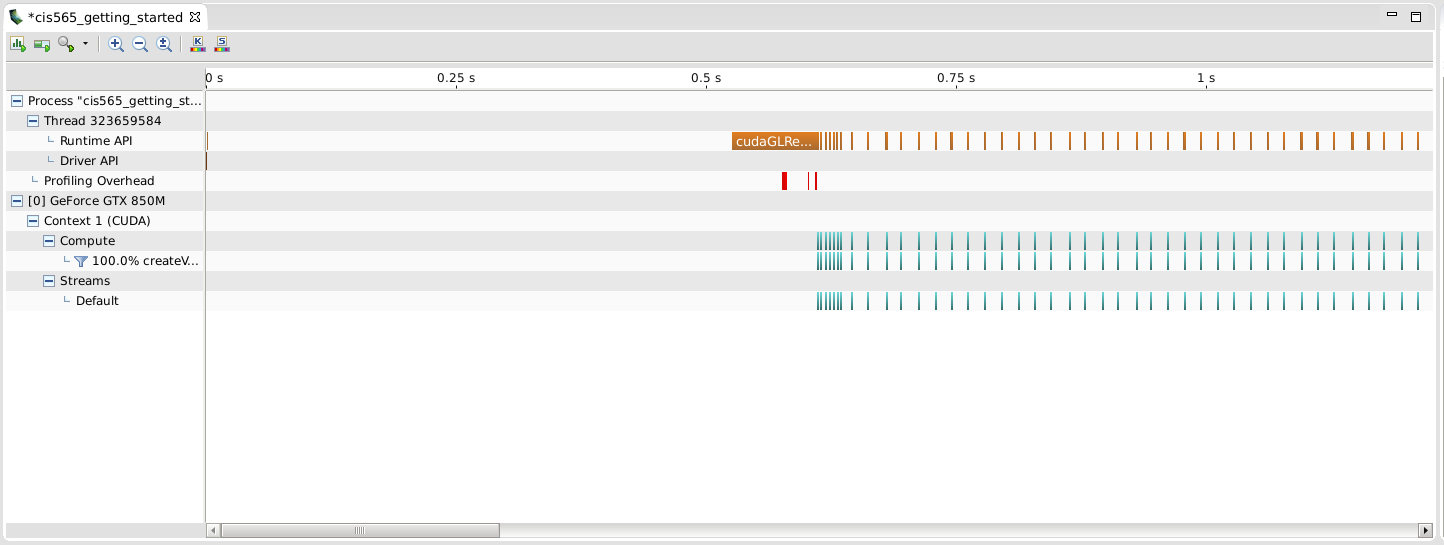 *cis565_getting_started
K S
0 s 0.25 s 0.5 s 0.75 s 1 s
Process "cis565_getting_st...
Thread 323659584
Runtime API
cudaGLRe...
Driver API
Profiling Overhead
[0] GeForce GTX 850M
Context 1 (CUDA)
Compute
100.0% createV...
Streams
Default